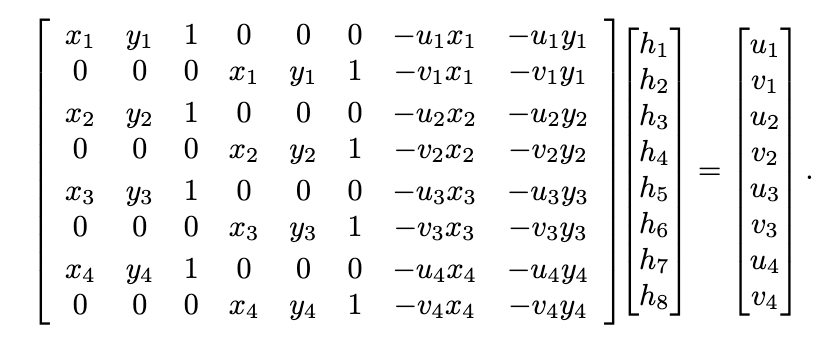 x₁ y₁ 1 0 0 0 −u₁x₁ −u₁y₁ h₁ u₁
0 0 0 x₁ y₁ 1 −v₁x₁ −v₁y₁ h₂ v₁
x₂ y₂ 1 0 0 0 −u₂x₂ −u₂y₂ h₃ u₂
0 0 0 x₂ y₂ 1 −v₂x₂ −v₂y₂ h₄ v₂
x₃ y₃ 1 0 0 0 −u₃x₃ −u₃y₃ h₅ = u₃ .
0 0 0 x₃ y₃ 1 −v₃x₃ −v₃y₃ h₆ v₃
x₄ y₄ 1 0 0 0 −u₄x₄ −u₄y₄ h₇ u₄
0 0 0 x₄ y₄ 1 −v₄x₄ −v₄y₄ h₈ v₄